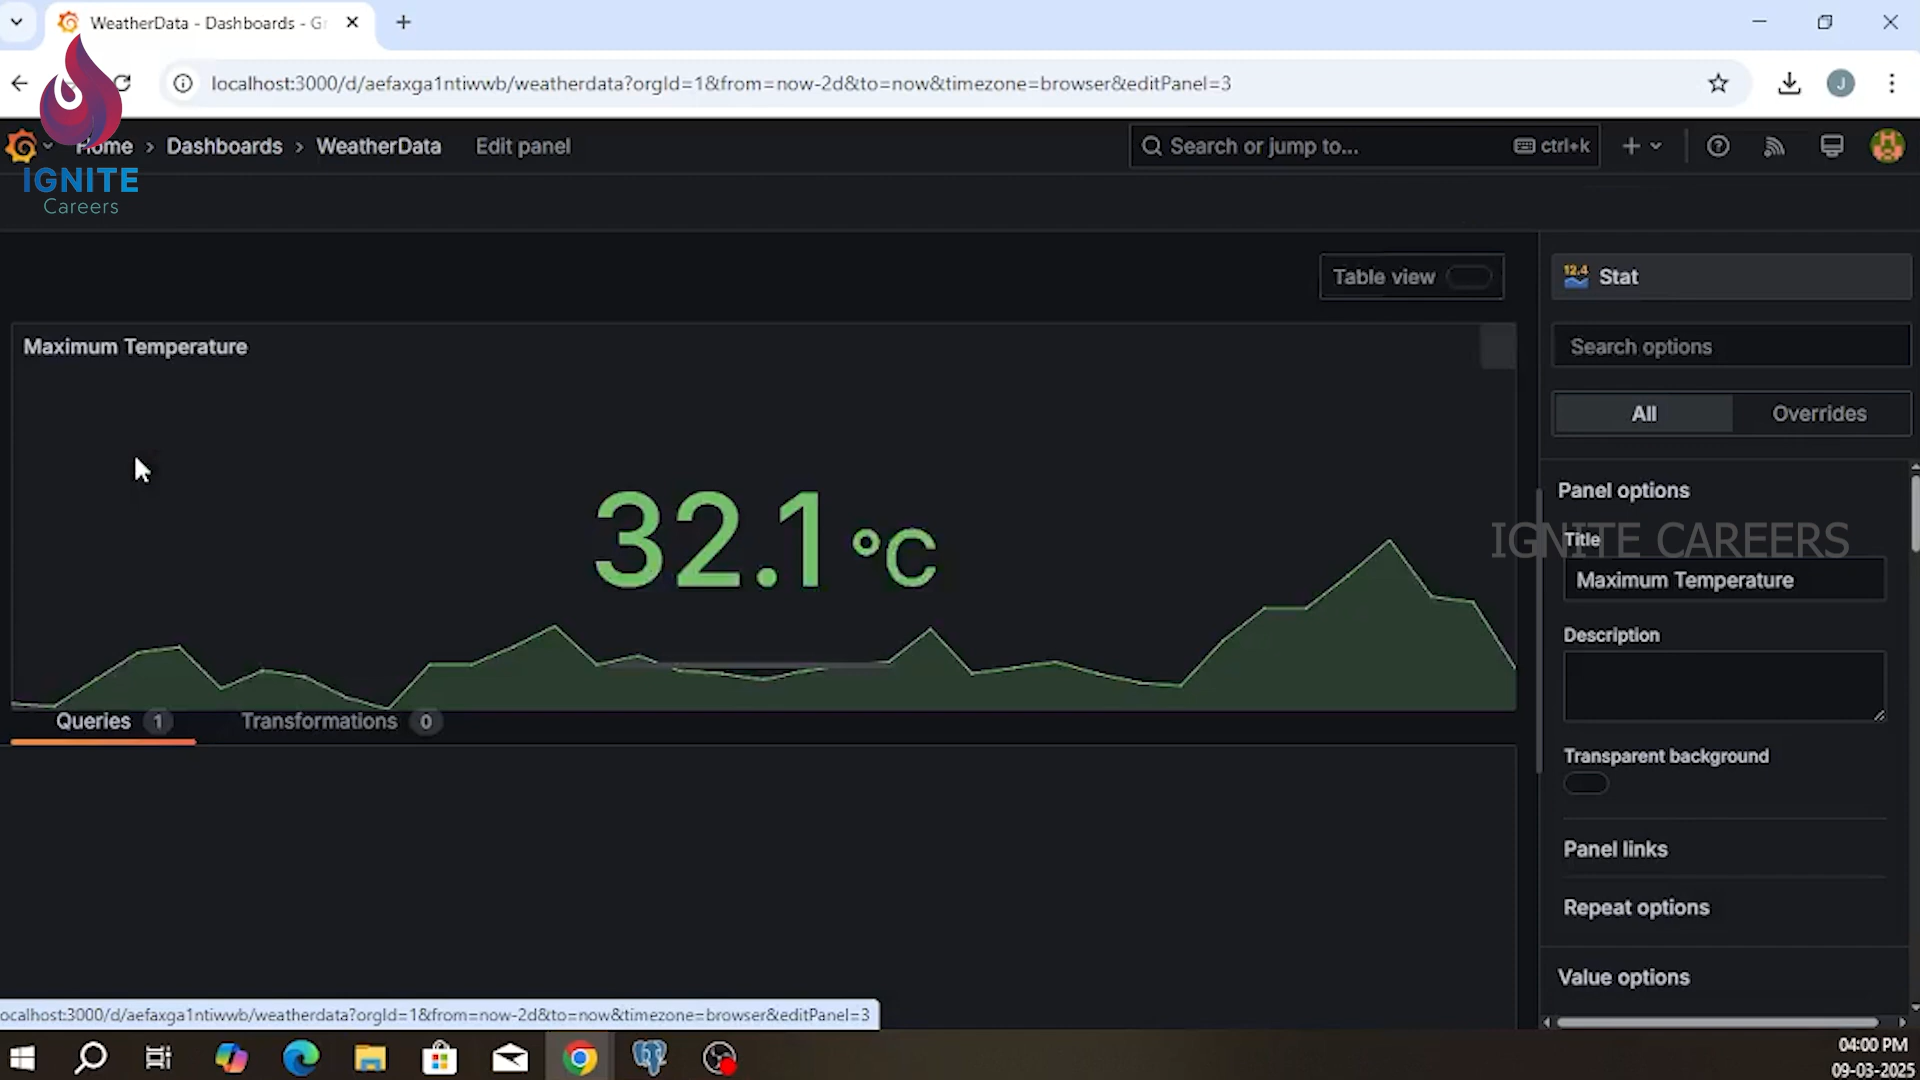 WeatherData - Dashboards - Gr
localhost:3000/d/aefaxga1ntiwwb/weatherdata?orgId=1&from=now-2d&to=now&timezone=browser&editPanel=3
J
Home › Dashboards › WeatherData Edit panel
Search or jump to...
ctrl+k
IGNITE
Careers
Table view
12.4
Stat
Maximum Temperature
Search options
All
Overrides
32.1 °C
Panel options
IGNITE CAREERS
Title
Maximum Temperature
Description
Queries 1
Transformations 0
Transparent background
Panel links
Repeat options
Value options
ocalhost:3000/d/aefaxga1ntiwwb/weatherdata?orgId=1&from=now-2d&to=now&timezone=browser&editPanel=3
04:00 PM
09-03-2025